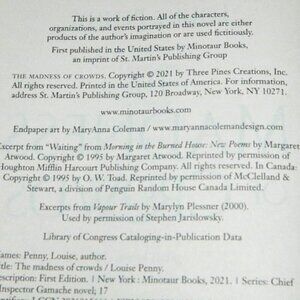 This is a work of fiction. All of the characters,
organizations, and events portrayed in this novel are either
products of the author's imagination or are used fictitiously.
First published in the United States by Minotaur Books,
an imprint of St. Martin's Publishing Group
THE MADNESS OF CROWDS. Copyright © 2021 by Three Pines Creations, Inc.
All rights reserved. Printed in the United States of America. For information,
address St. Martin's Publishing Group, 120 Broadway, New York, NY 10271.
www.minotaurbooks.com
Endpaper art by MaryAnna Coleman / www.maryannacolemandesign.com
Excerpt from "Waiting" from Morning in the Burned House: New Poems by Margaret
Atwood. Copyright © 1995 by Margaret Atwood. Reprinted by permission of
Houghton Mifflin Harcourt Publishing Company. All rights reserved. In Canada:
Copyright © 1995 by O. W. Toad. Reprinted by permission of McClelland &
Stewart, a division of Penguin Random House Canada Limited.
Excerpts from Vapour Trails by Marylyn Plessner (2000).
Used by permission of Stephen Jarislowsky.
Library of Congress Cataloging-in-Publication Data
ames: Penny, Louise, author.
itle: The madness of crowds / Louise Penny.
escription: First Edition. | New York : Minotaur Books, 2021. | Series: Chief
Inspector Gamache novel; 17